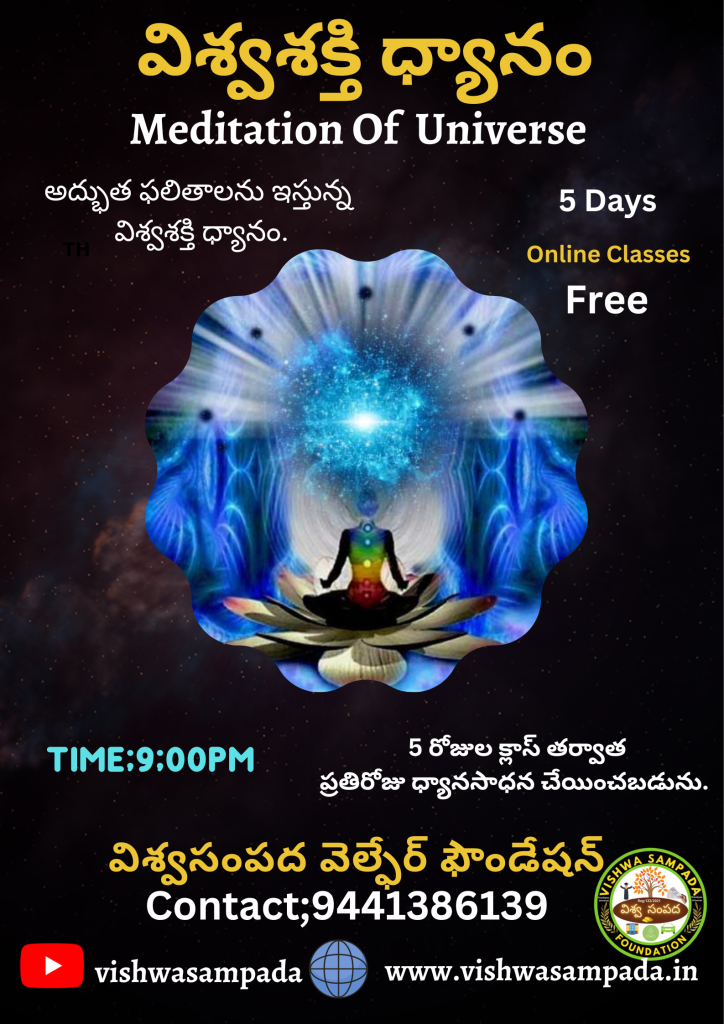 విశ్వశక్తి ధ్యానం
Meditation Of Universe
అద్భుత ఫలితాలను ఇస్తున్న
విశ్వశక్తి ధ్యానం.
TH
5 Days
Online Classes
Free
TIME;9;00PM
5 రోజుల క్లాస్ తర్వాత
ప్రతిరోజు ధ్యానసాధన చేయించబడును.
విశ్వసంపద వెల్ఫేర్ ఫౌండేషన్
Contact;9441386139
VISHWA SAMPADA
విశ్వ సంపద
FOUNDATION
vishwasampada
www.vishwasampada.in